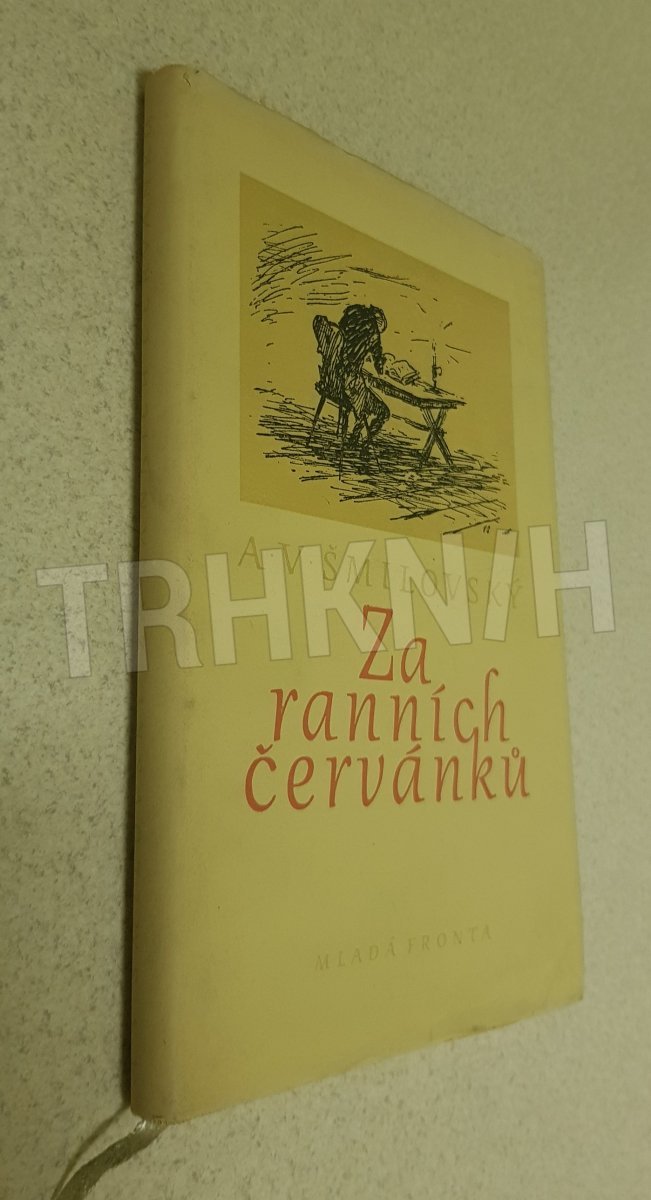 A. V. ŠMILOVSKÝ
TRHKNIH
Za
ranních
červánků
MLADÁ FRONTA